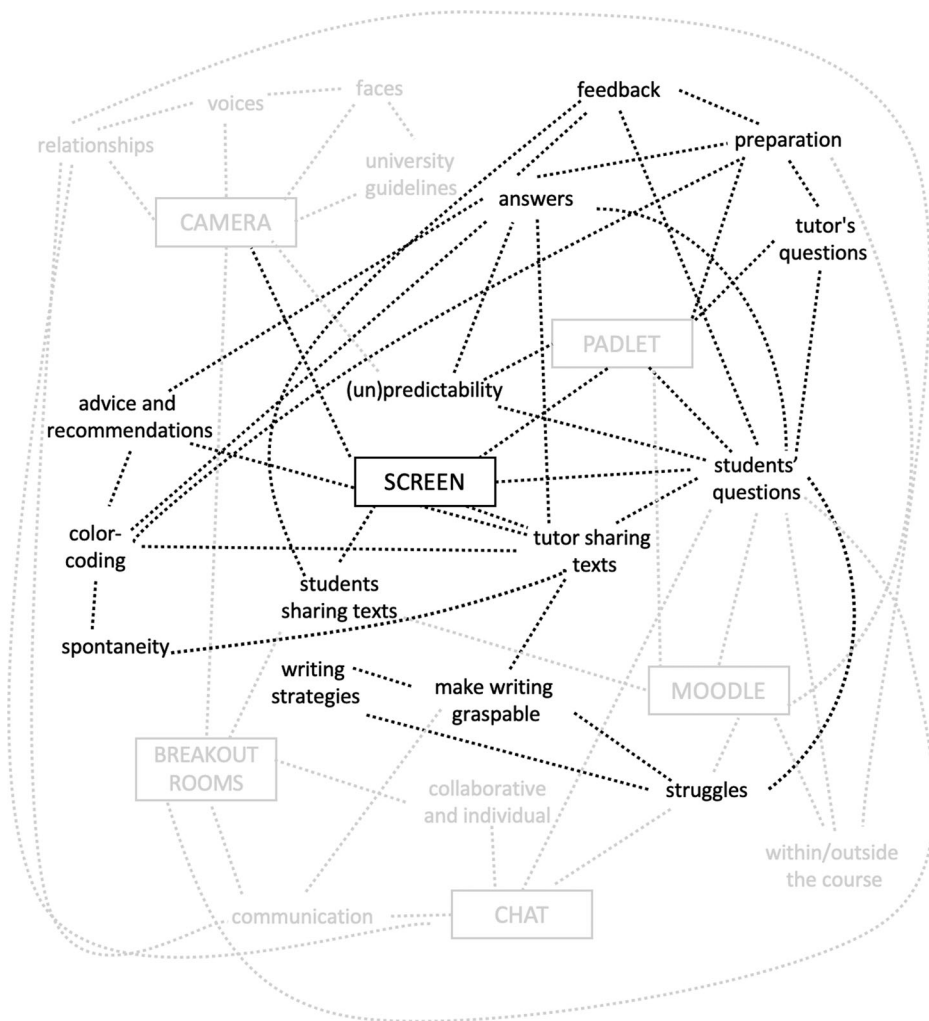 faces
feedback
voices
preparation
relationships
university
guidelines
answers
CAMERA
tutor's
questions
PADLET
(un)predictability
advice and
recommendations
SCREEN
students'
questions
color-
coding
tutor sharing
texts
students
sharing texts
spontaneity
writing
strategies
make writing
graspable
MOODLE
BREAKOUT
ROOMS
collaborative
and individual
struggles
within/outside
the course
communication
CHAT